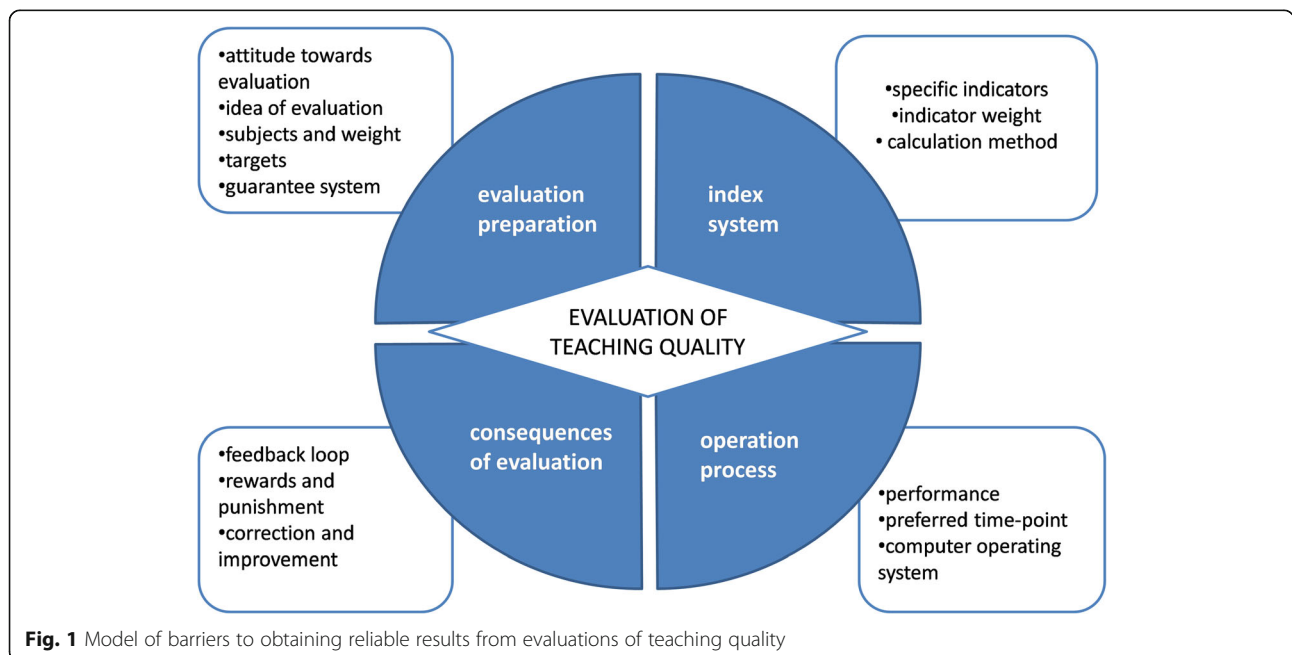 •attitude towards
evaluation
•idea of evaluation
•subjects and weight
•targets
•guarantee system
•specific indicators
•indicator weight
• calculation method
evaluation
preparation
index
system
EVALUATION OF
TEACHING QUALITY
consequences
of evaluation
operation
process
•feedback loop
•rewards and
punishment
•correction and
improvement
•performance
•preferred time-point
•computer operating
system
Fig. 1 Model of barriers to obtaining reliable results from evaluations of teaching quality